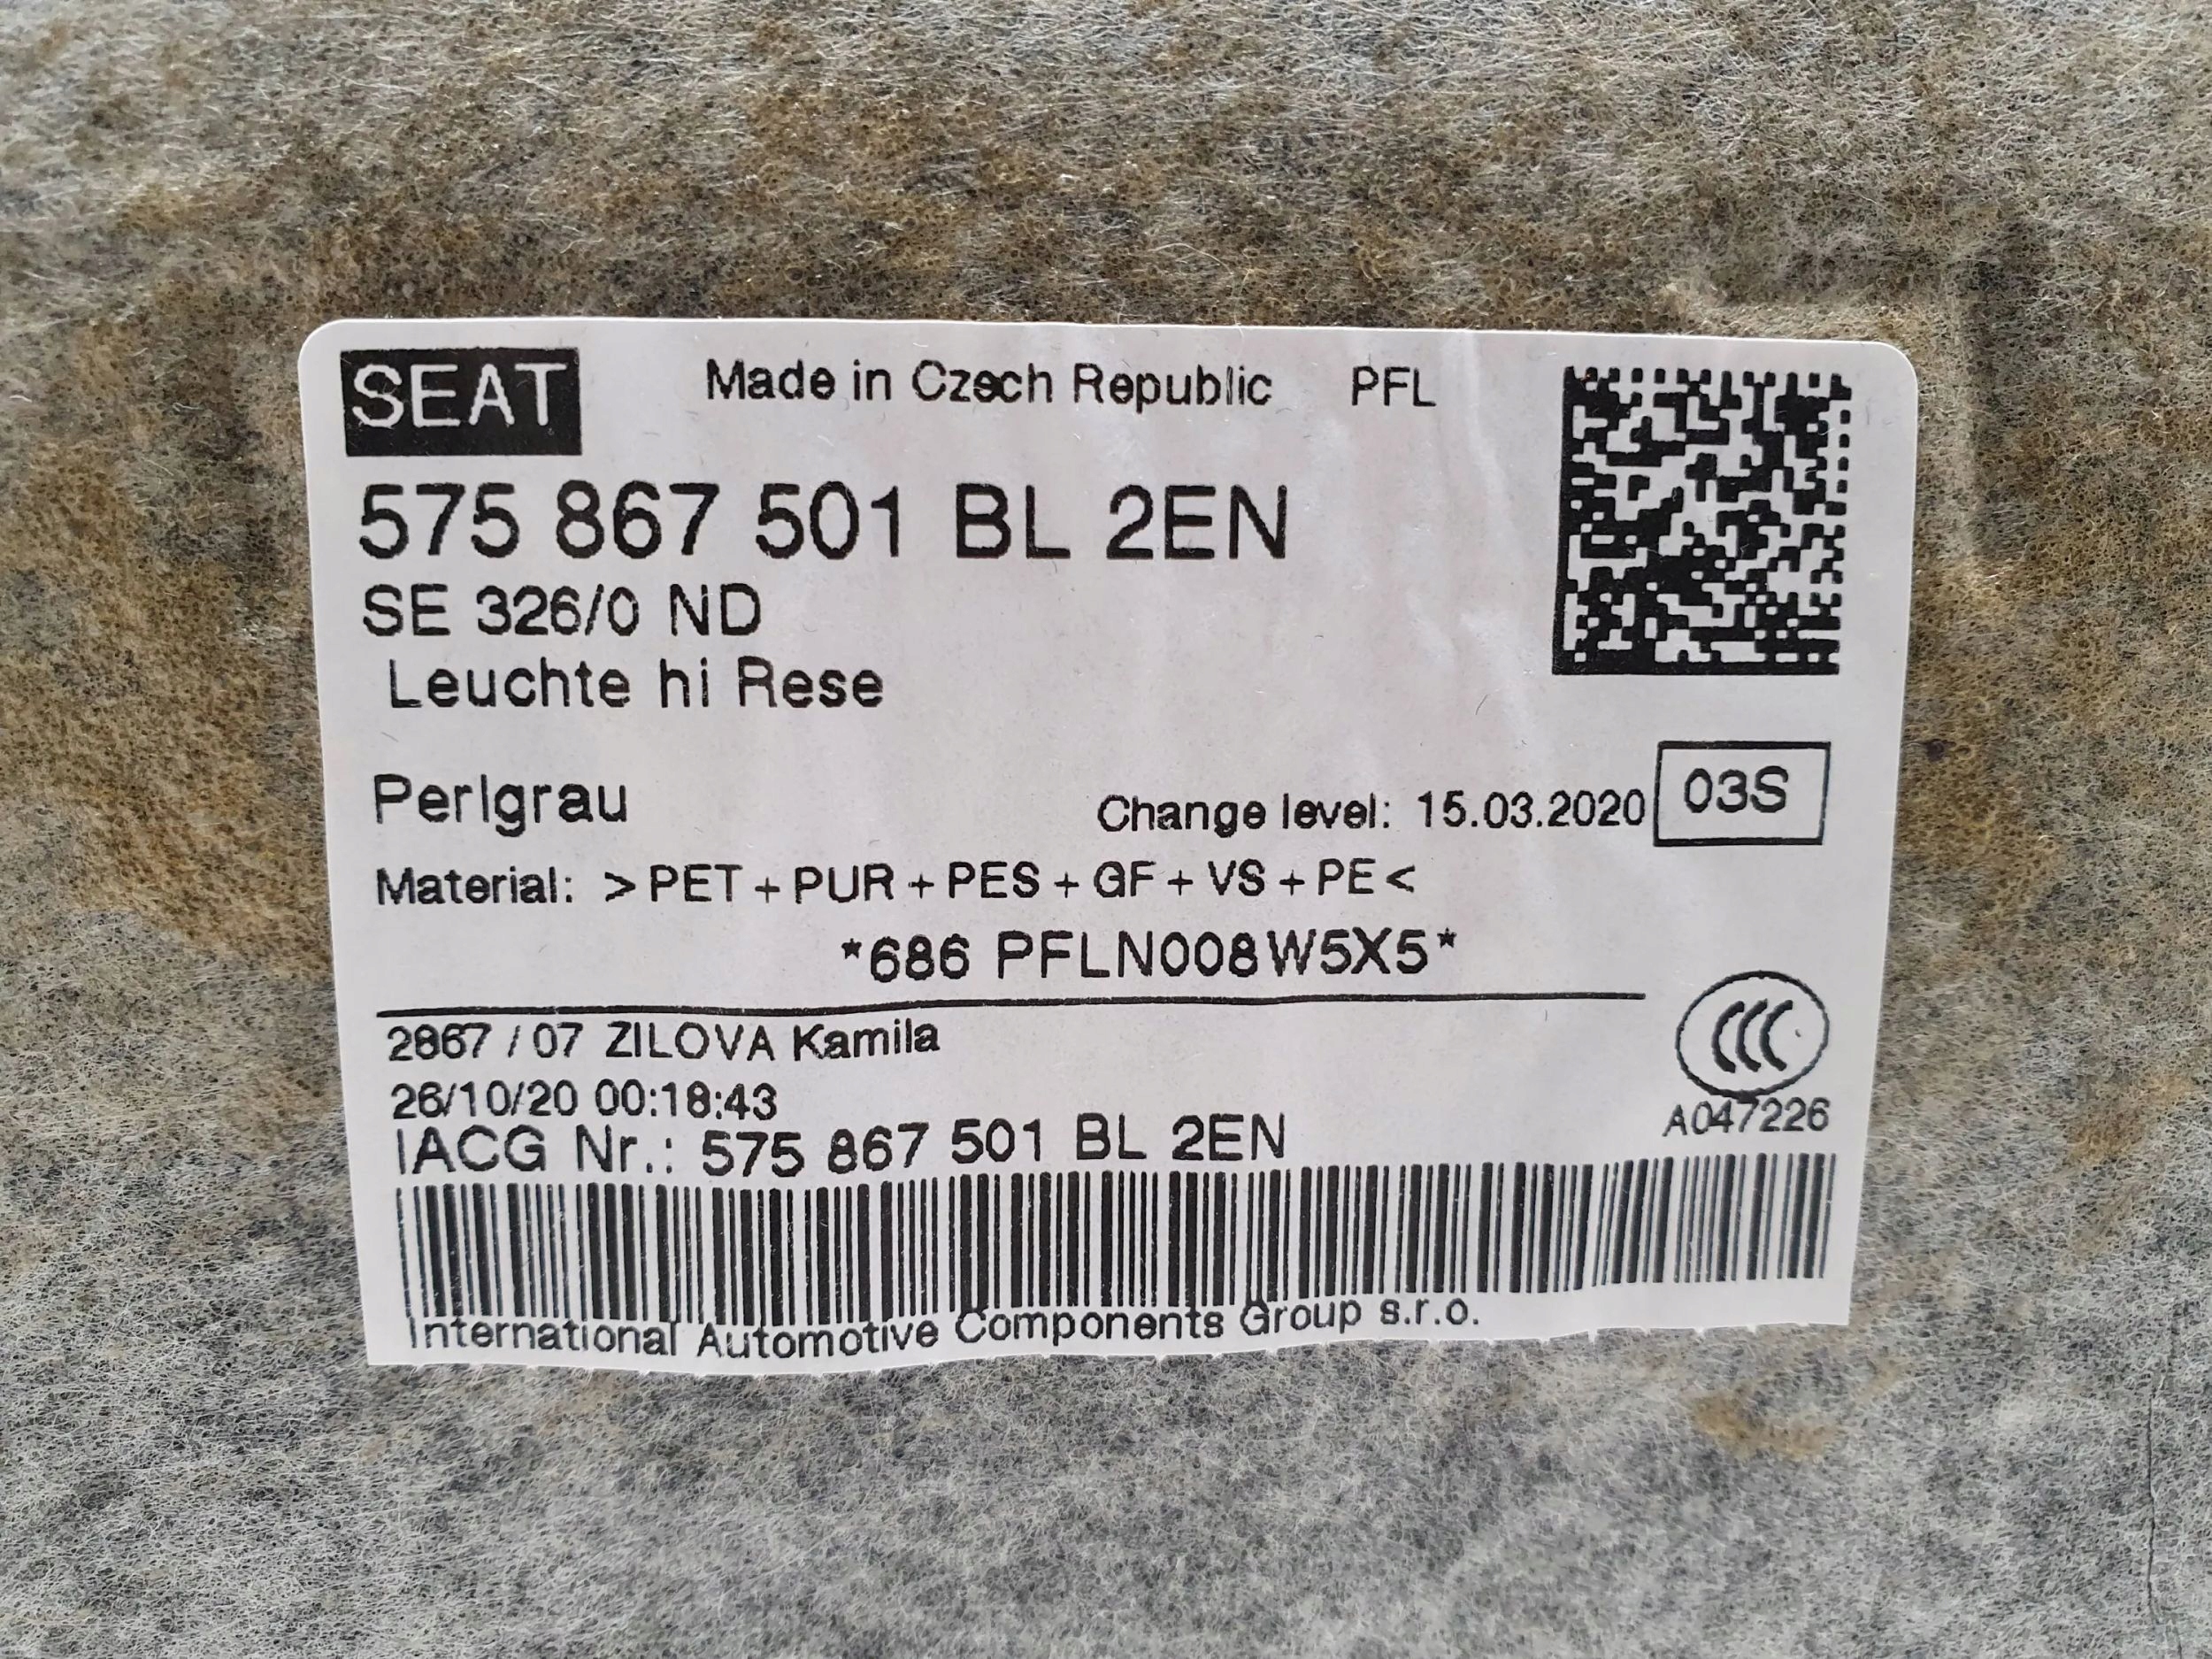 SEAT Made in Czech Republic PFL
575 867 501 BL 2EN
SE 326/0 ND
Leuchte hi Rese
Perlgrau
Change level: 15.03.2020 03S
Material: >PET+PUR+PES+GF+VS+PE<
*686 PFLN008W5X5*
2867 / 07 ZILOVA Kamila
CCC
26/10/20 00:18:43
A047226
IACG Nr.: 575 867 501 BL 2EN
International Automotive Components Group s.r.o.